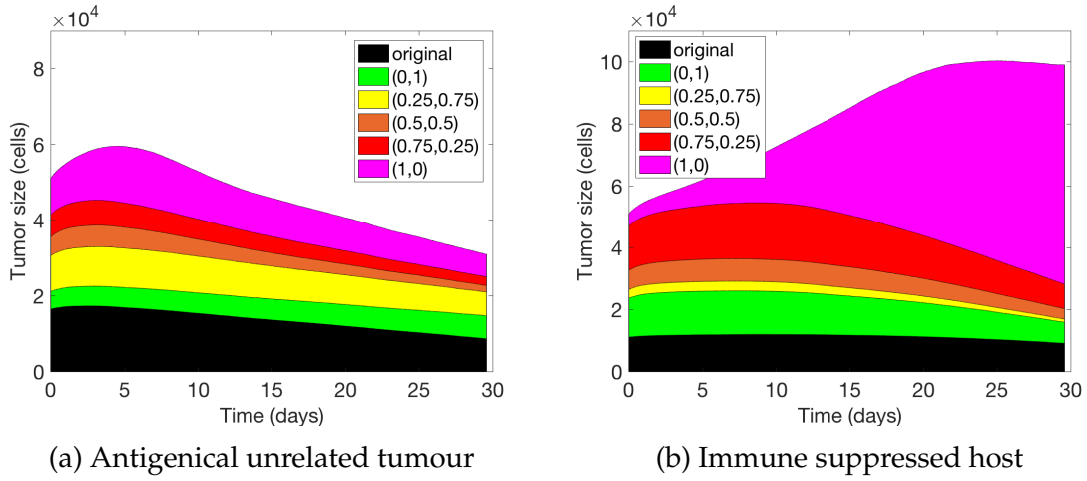 ×10⁴
8
6
4
2
0
Tumor size (cells)
original
(0,1)
(0.25,0.75)
(0.5,0.5)
(0.75,0.25)
(1,0)
0 5 10 15 20 25 30
Time (days)
(a) Antigenical unrelated tumour
×10⁴
10
8
6
4
2
0
Tumor size (cells)
original
(0,1)
(0.25,0.75)
(0.5,0.5)
(0.75,0.25)
(1,0)
0 5 10 15 20 25 30
Time (days)
(b) Immune suppressed host